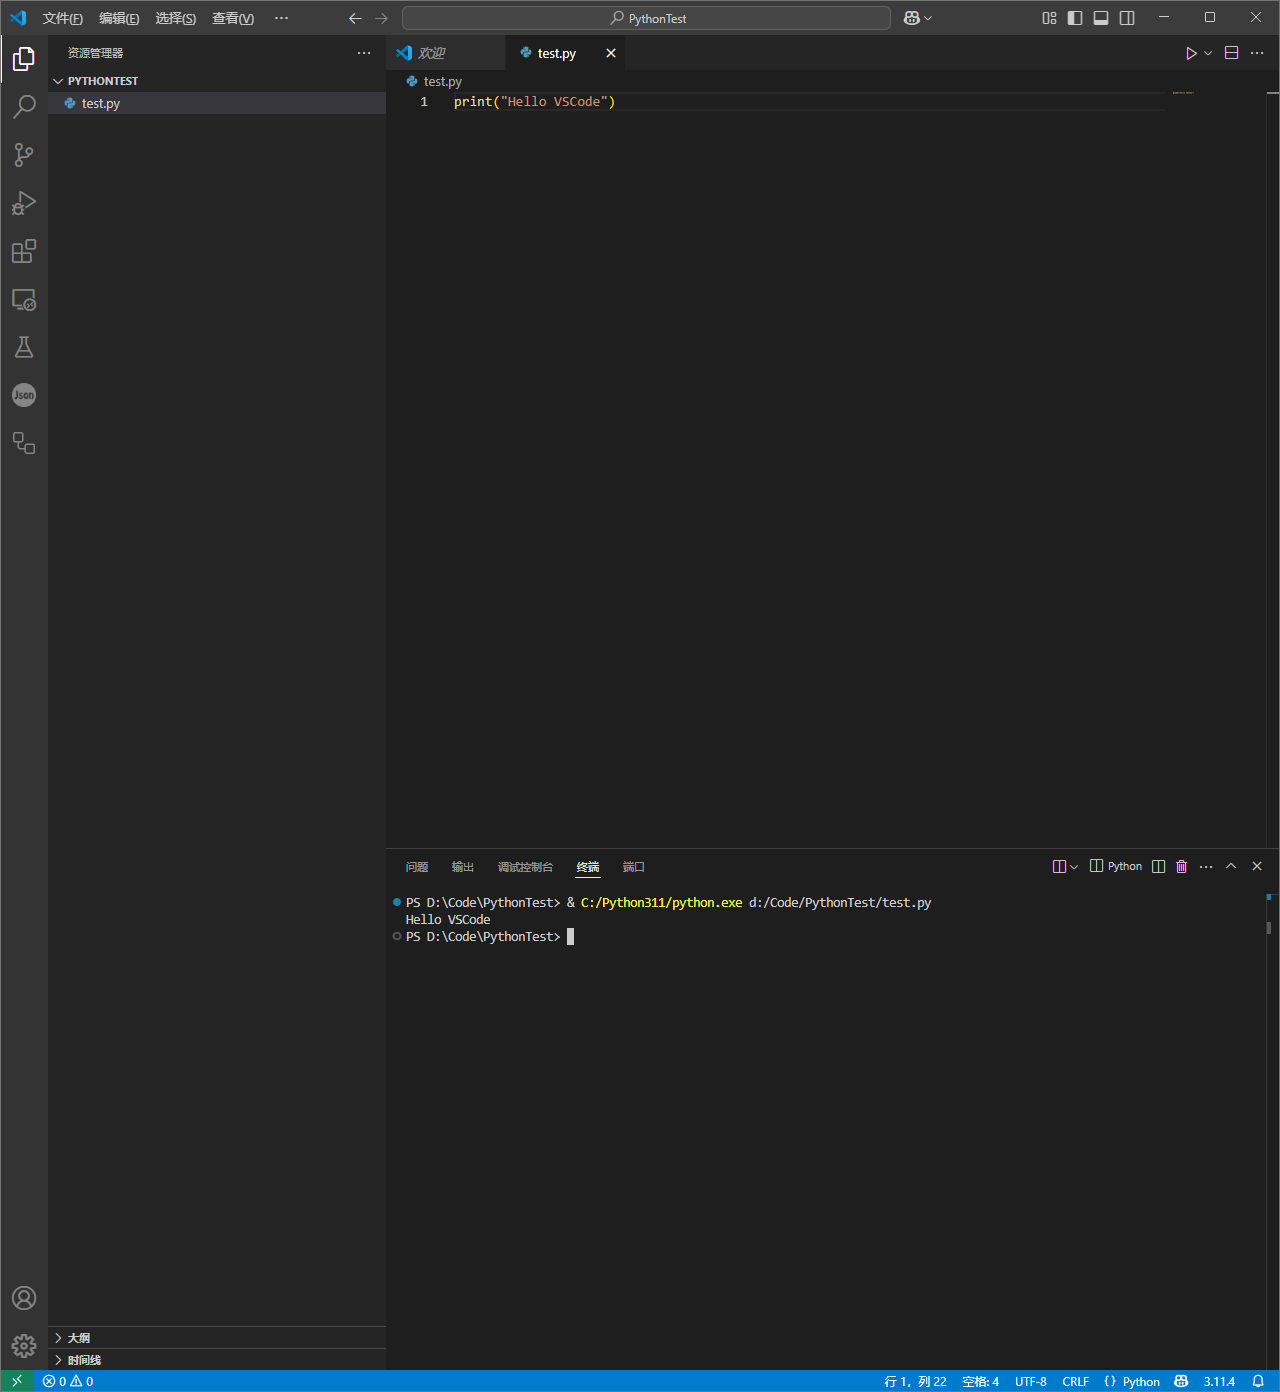 文件(F) 编辑(E) 选择(S) 查看(V) ··· PythonTest
资源管理器
PYTHONTEST
test.py
欢迎 test.py
test.py
1 print("Hello VSCode")
Json
问题 输出 调试控制台 终端 端口 Python
PS D:\Code\PythonTest> & C:/Python311/python.exe d:/Code/PythonTest/test.py
Hello VSCode
PS D:\Code\PythonTest>
大纲
时间线
0 0 行 1，列 22 空格: 4 UTF-8 CRLF {} Python 3.11.4